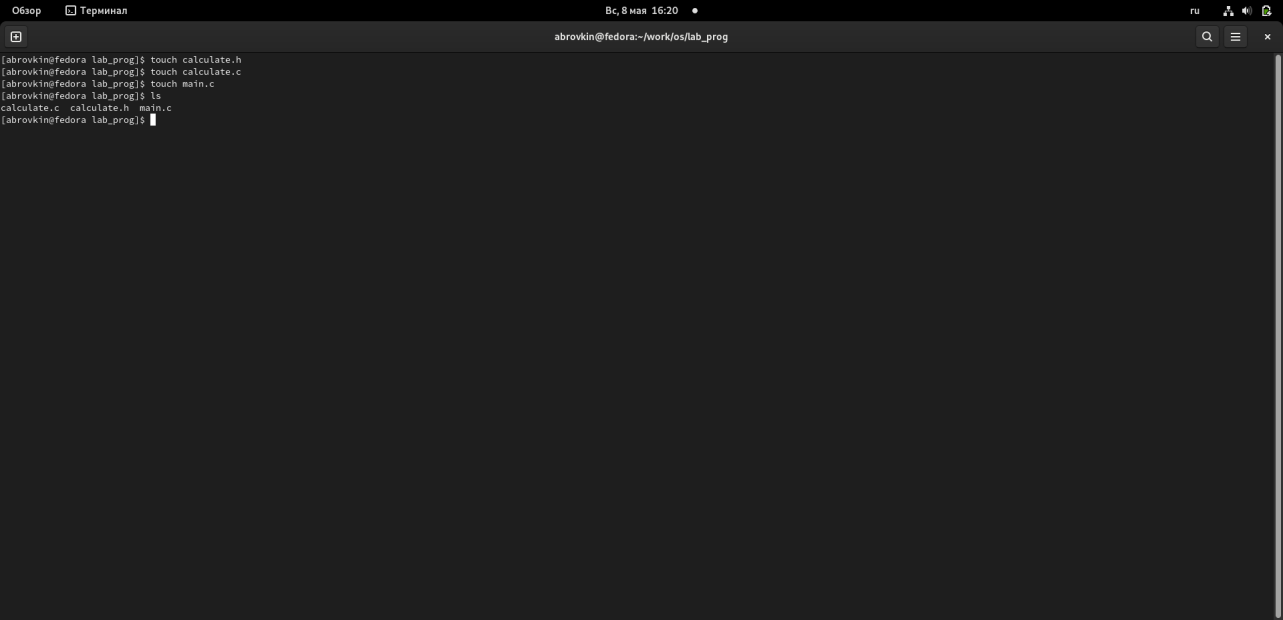 Обзор Терминал Вс, 8 мая 16:20 ru
abrovkin@fedora:~/work/os/lab_prog
[abrovkin@fedora lab_prog]$ touch calculate.h
[abrovkin@fedora lab_prog]$ touch calculate.c
[abrovkin@fedora lab_prog]$ touch main.c
[abrovkin@fedora lab_prog]$ ls
calculate.c calculate.h main.c
[abrovkin@fedora lab_prog]$